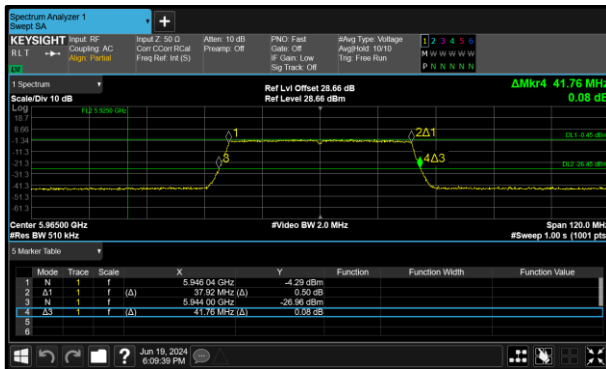 Spectrum Analyzer 1
Swept SA
KEYSIGHT Input: RF Input Z: 50 Ω Atten: 10 dB PNO: Fast #Avg Type: Voltage 1 2 3 4 5 6
R L T Coupling: AC Corr CCorr RCal Preamp: Off Gate: Off Avg|Hold: 10/10 M W W W W W
Align: Partial Freq Ref: Int (S) IF Gain: Low Trig: Free Run
Sig Track: Off P N N N N N
1 Spectrum Ref Lvl Offset 28.66 dB ΔMkr4 41.76 MHz
Scale/Div 10 dB Ref Level 28.66 dBm 0.08 dB
Log
18.7 FL2 5.9250 GHz
8.66
-1.34 1 2Δ1 DL1 -0.45 dBm
-11.3
-21.3 3 4Δ3 DL2 -26.45 dBm
-31.3
-41.3
-51.3
-61.3
Center 5.96500 GHz #Video BW 2.0 MHz Span 120.0 MHz
#Res BW 510 kHz #Sweep 1.00 s (1001 pts)
5 Marker Table
Mode Trace Scale X Y Function Function Width Function Value
1 N 1 f 5.946 04 GHz -4.29 dBm
2 Δ1 1 f (Δ) 37.92 MHz (Δ) 0.50 dB
3 N 1 f 5.944 00 GHz -26.96 dBm
4 Δ3 1 f (Δ) 41.76 MHz (Δ) 0.08 dB
5
6
? Jun 19, 2024
6:09:39 PM